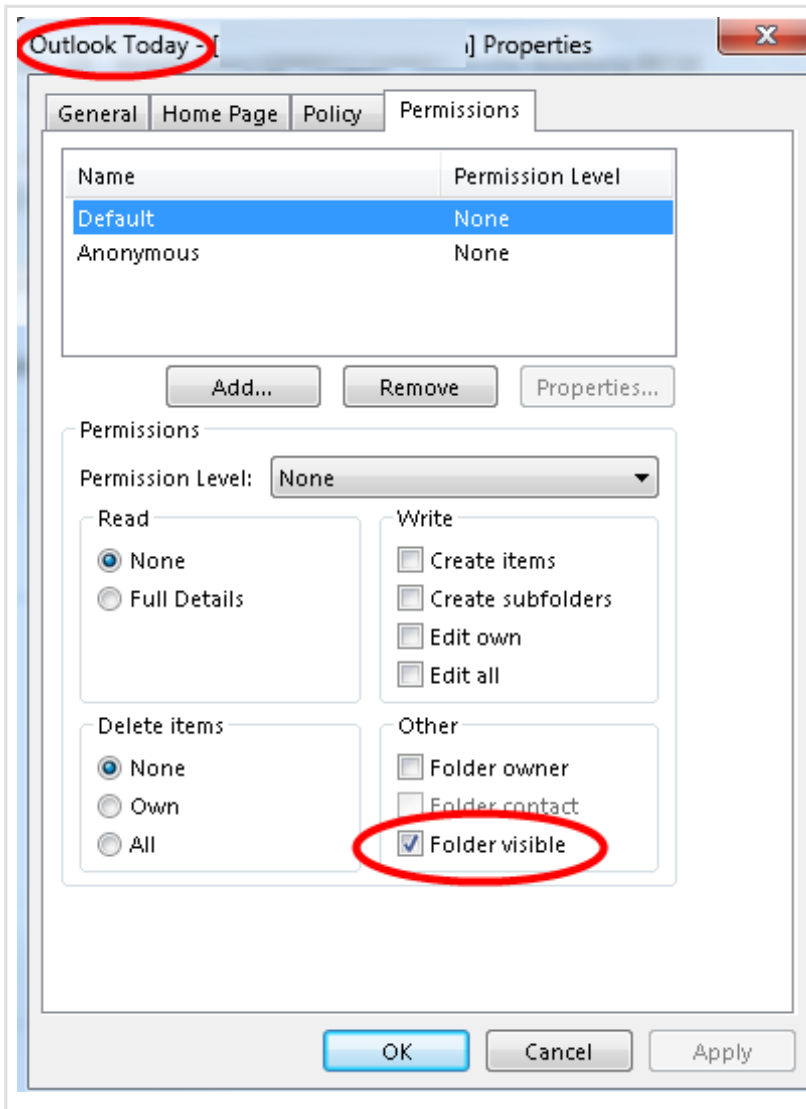 Outlook Today - [ ] Properties
General Home Page Policy Permissions
Name Permission Level
Default None
Anonymous None
Add... Remove Properties...
Permissions
Permission Level: None
Read
None
Full Details
Write
Create items
Create subfolders
Edit own
Edit all
Delete items
None
Own
All
Other
Folder owner
Folder contact
Folder visible
OK Cancel Apply